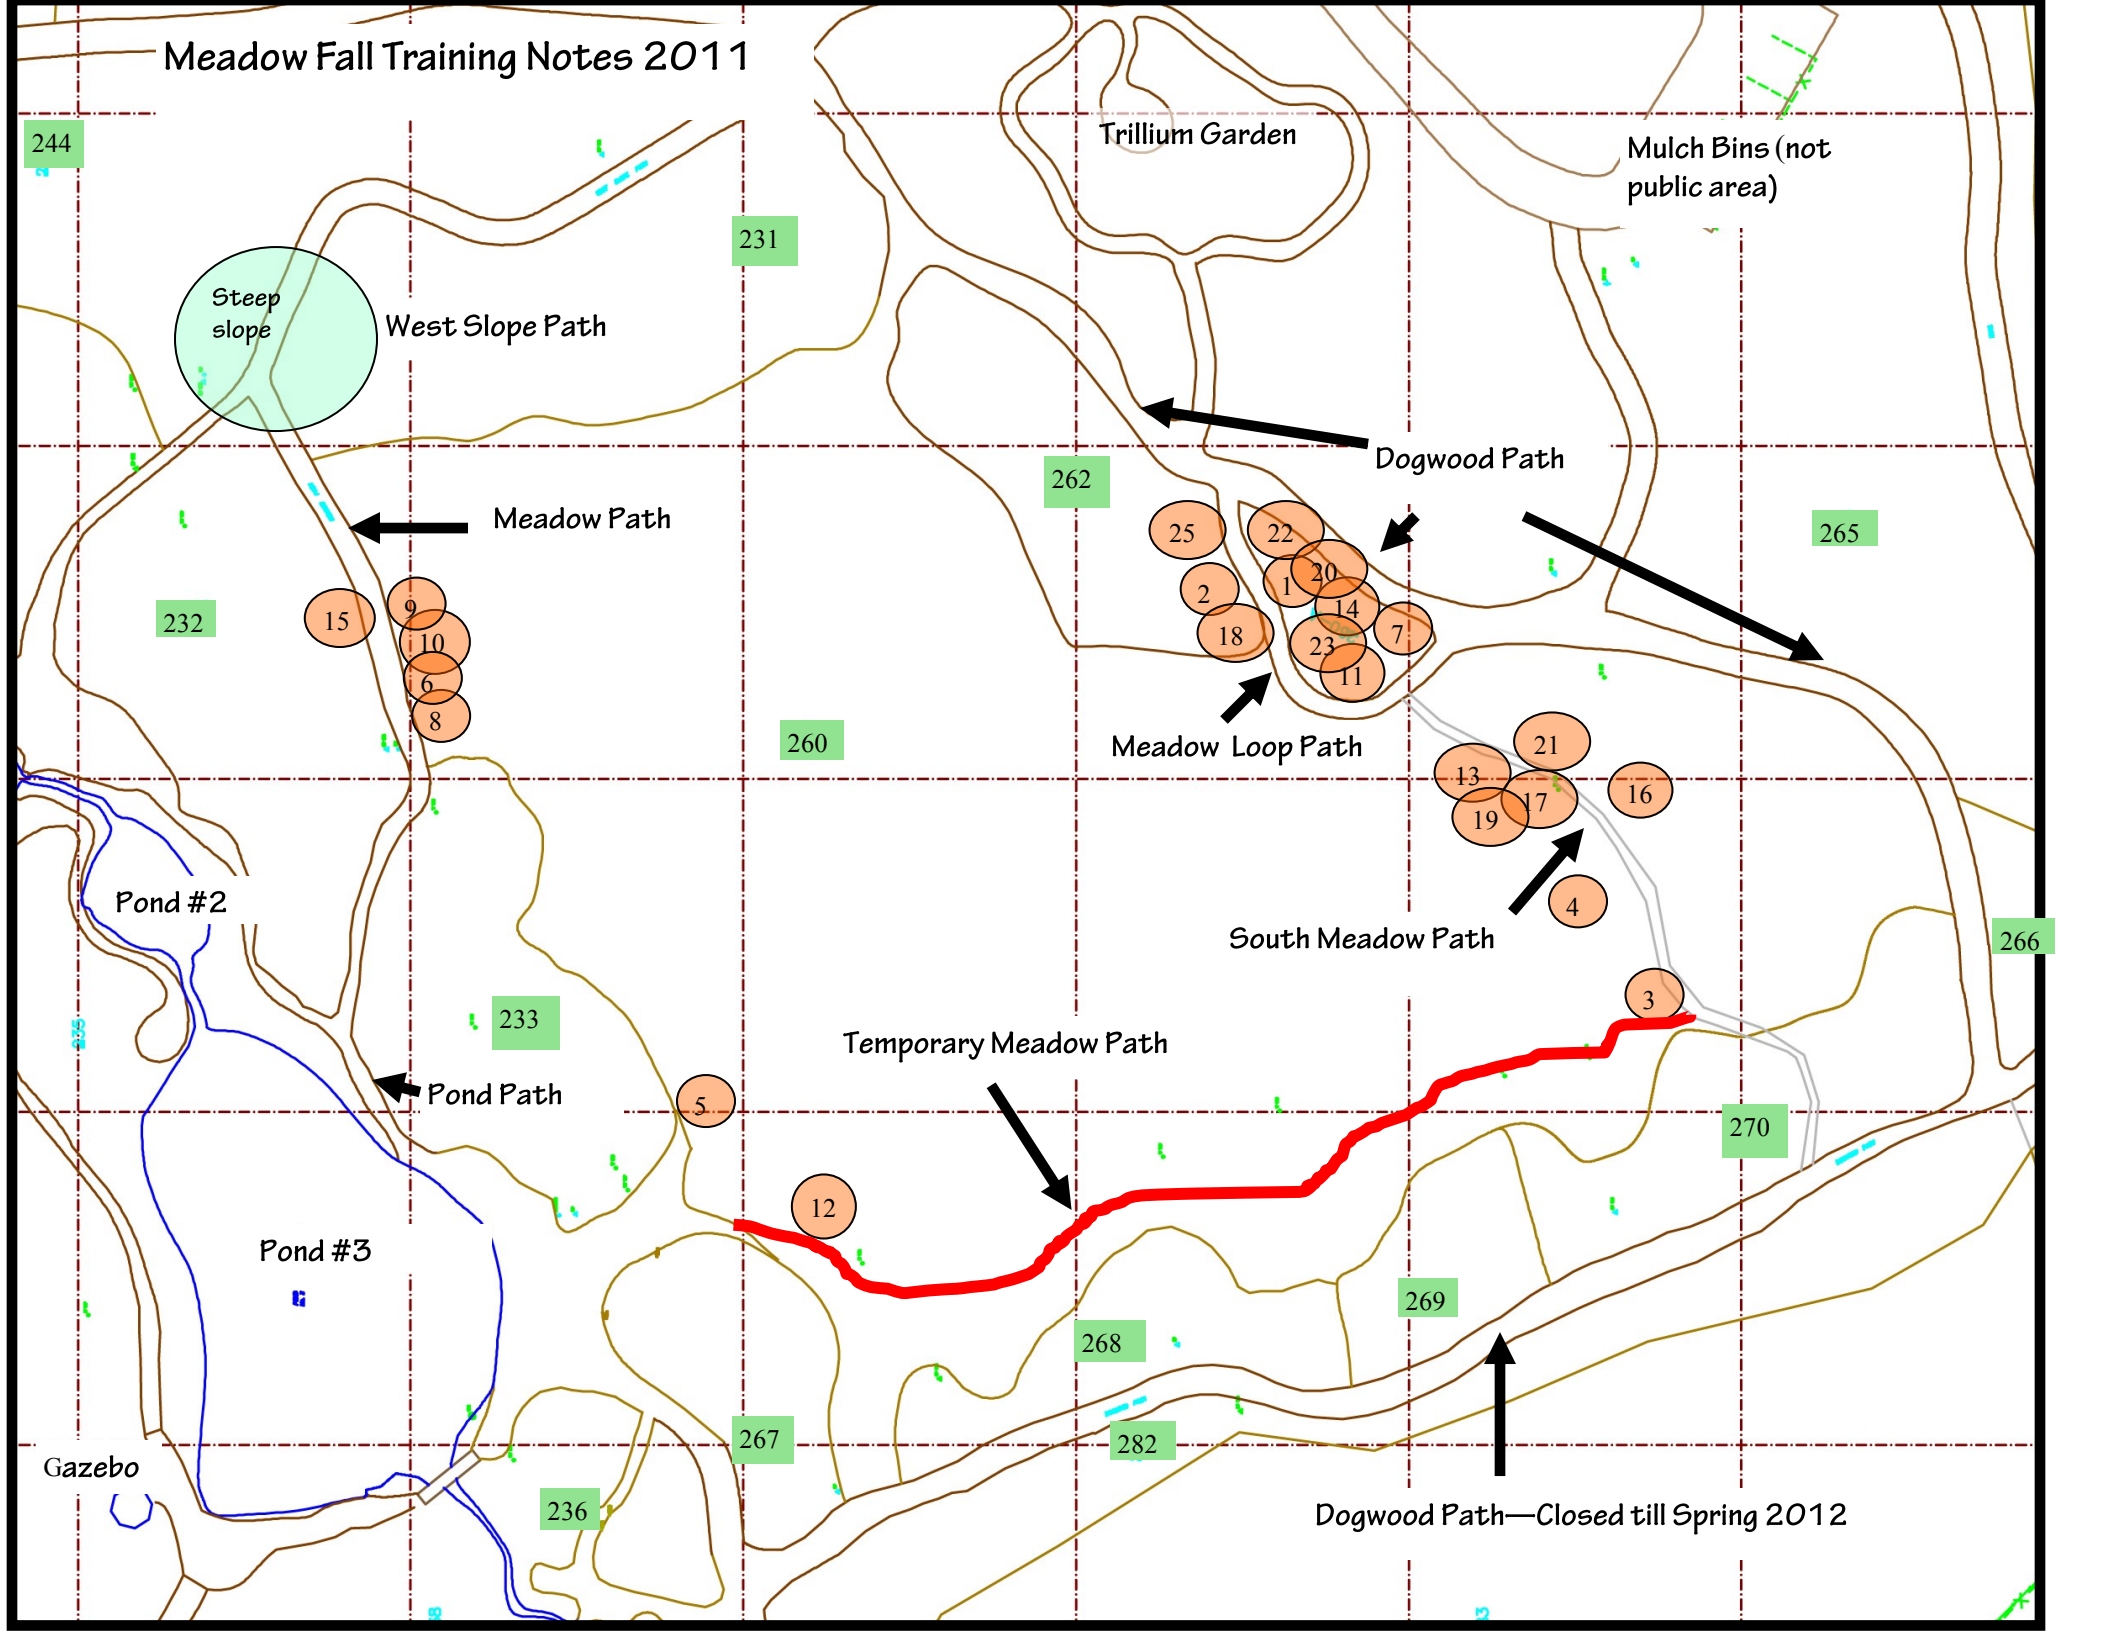 Meadow Fall Training Notes 2011
244
Trillium Garden
Mulch Bins (not
public area)
231
Steep
slope
West Slope Path
Dogwood Path
262
Meadow Path
265
25
22
20
1
2
14
9
15
232
18
7
10
23
11
6
8
260
Meadow Loop Path
21
13
17
16
19
Pond #2
4
South Meadow Path
266
3
233
Temporary Meadow Path
235
Pond Path
5
270
12
Pond #3
269
268
267
282
Gazebo
236
Dogwood Path—Closed till Spring 2012